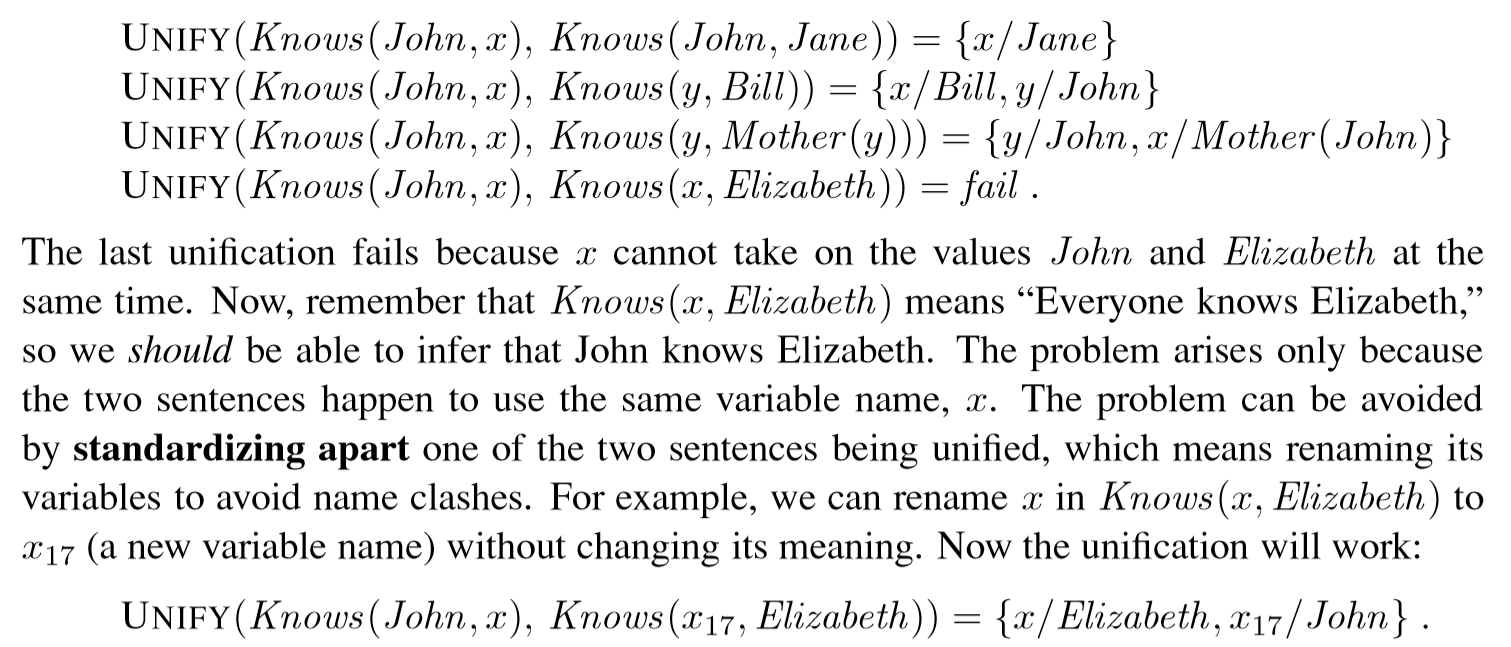 UNIFY(Knows(John, x), Knows(John, Jane)) = {x/Jane}
UNIFY(Knows(John, x), Knows(y, Bill)) = {x/Bill, y/John}
UNIFY(Knows(John, x), Knows(y, Mother(y))) = {y/John, x/Mother(John)}
UNIFY(Knows(John, x), Knows(x, Elizabeth)) = fail .
The last unification fails because x cannot take on the values John and Elizabeth at the
same time. Now, remember that Knows(x, Elizabeth) means “Everyone knows Elizabeth,”
so we should be able to infer that John knows Elizabeth. The problem arises only because
the two sentences happen to use the same variable name, x. The problem can be avoided
by standardizing apart one of the two sentences being unified, which means renaming its
variables to avoid name clashes. For example, we can rename x in Knows(x, Elizabeth) to
x₁₇ (a new variable name) without changing its meaning. Now the unification will work:
UNIFY(Knows(John, x), Knows(x₁₇, Elizabeth)) = {x/Elizabeth, x₁₇/John} .